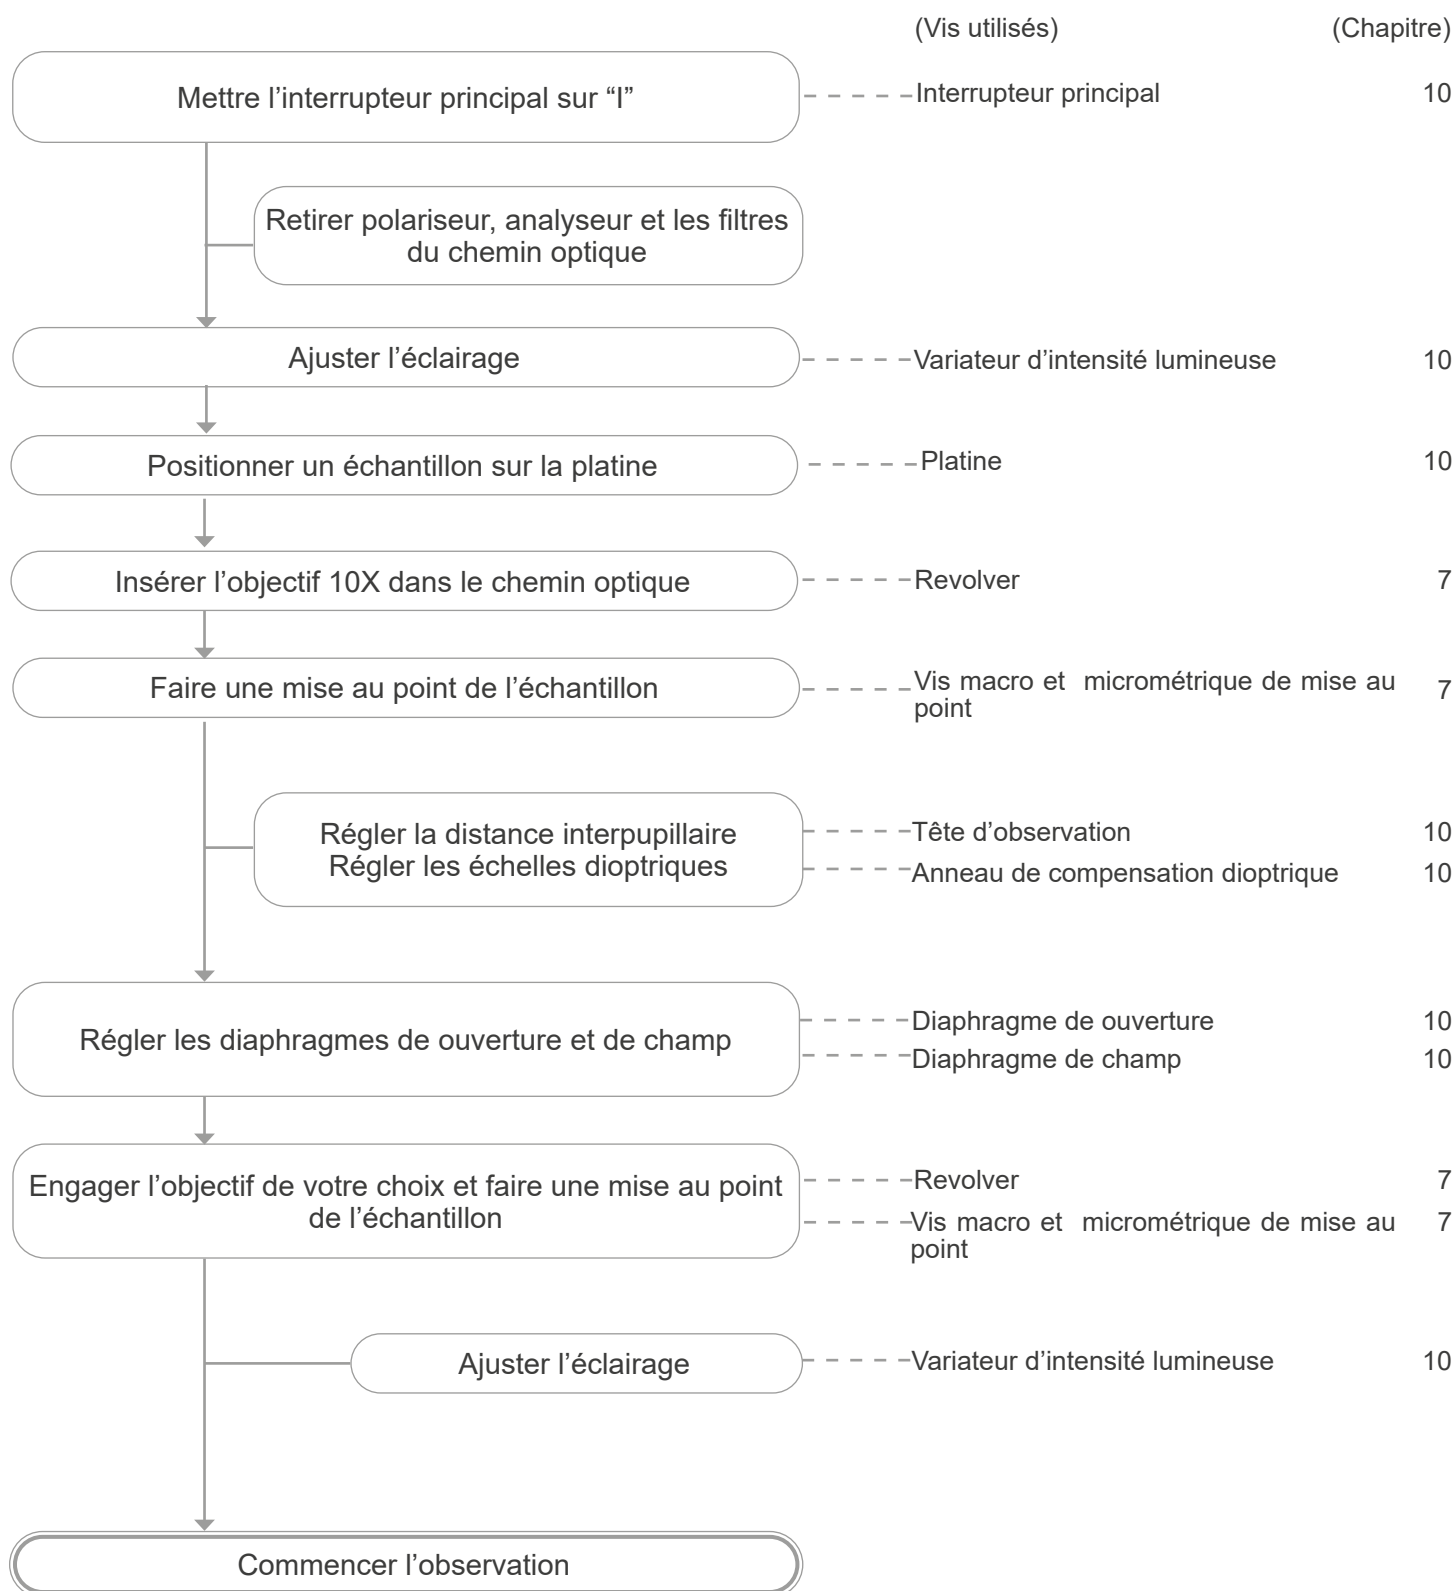 (Vis utilisés) (Chapitre)
Mettre l’interrupteur principal sur “I” Interrupteur principal 10
Retirer polariseur, analyseur et les filtres
du chemin optique
Ajuster l’éclairage Variateur d’intensité lumineuse 10
Positionner un échantillon sur la platine Platine 10
Insérer l’objectif 10X dans le chemin optique Revolver 7
Faire une mise au point de l’échantillon Vis macro et micrométrique de mise au 7
point
Régler la distance interpupillaire Tête d’observation 10
Régler les échelles dioptriques Anneau de compensation dioptrique 10
Régler les diaphragmes de ouverture et de champ
Diaphragme de ouverture 10
Diaphragme de champ 10
Engager l’objectif de votre choix et faire une mise au point
de l’échantillon
Revolver 7
Vis macro et micrométrique de mise au 7
point
Ajuster l’éclairage Variateur d’intensité lumineuse 10
Commencer l’observation